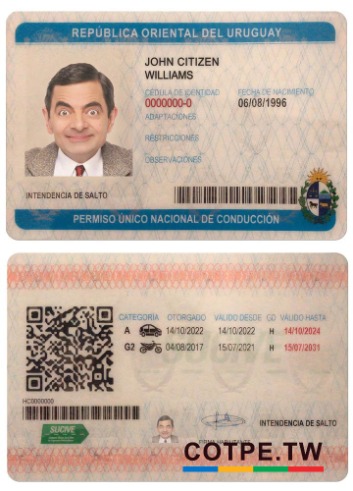 REPÚBLICA ORIENTAL DEL URUGUAY
JOHN CITIZEN
WILLIAMS
CÉDULA DE IDENTIDAD FECHA DE NACIMIENTO
0000000-0 06/08/1996
ADAPTACIONES
RESTRICCIONES
OBSERVACIONES
INTENDENCIA DE SALTO
PERMISO ÚNICO NACIONAL DE CONDUCCIÓN
CATEGORIA OTORGADO VALIDO DESDE GD VALIDO HASTA
A 14/10/2022 14/10/2022 H 14/10/2024
G2 04/08/2017 15/07/2021 H 15/07/2031
HC0000000
SUCIVE
INTENDENCIA DE SALTO
COTPE.TW